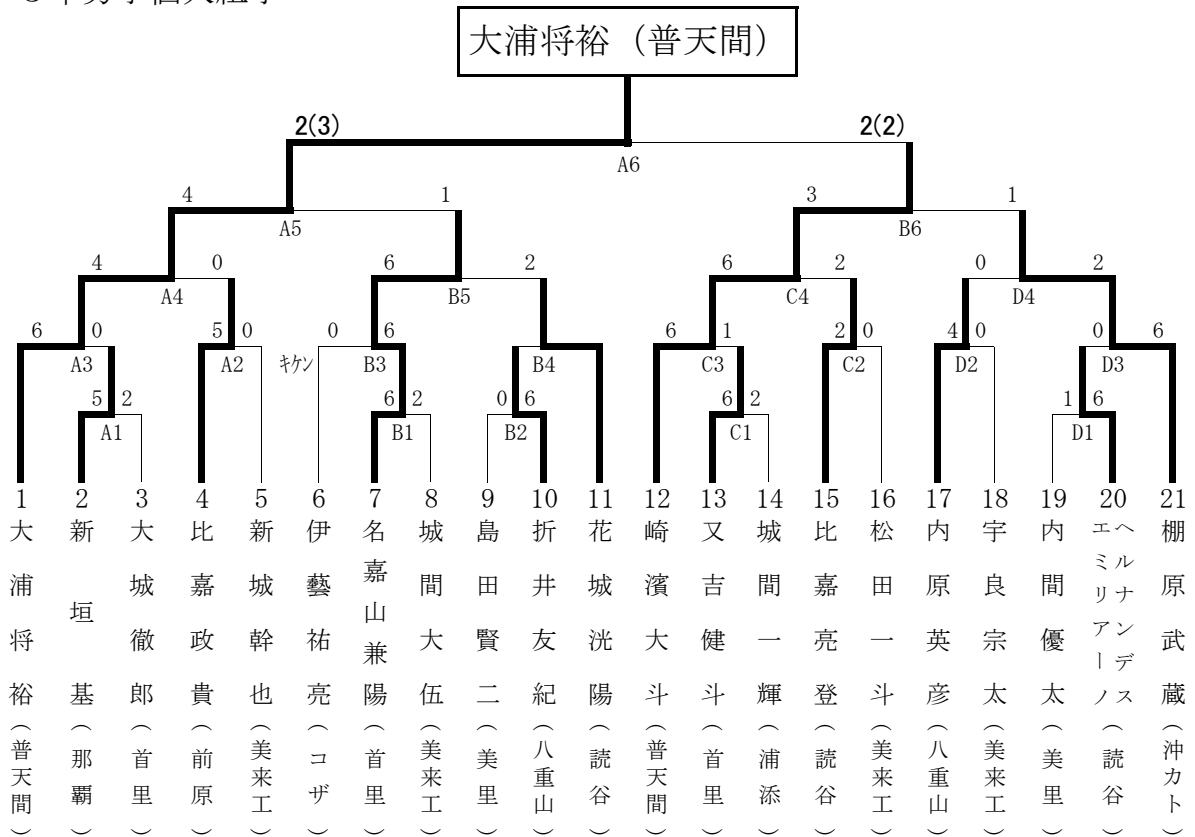 年男子個人組手
大浦将裕（普天間）
2(3) 2(2)
A6
4 1 3 1
A5 B6
4 0 6 2 6 2 0 2
A4 B5 C4 D4
6 0 5 0 キケン 0 6 6 1 2 0 4 0 0 6
A3 A2 B3 B4 C3 C2 D2 D3
5 2 6 2 0 6 6 2 1 6
A1 B1 B2 C1 D1
1 大浦将裕（普天間）
2 新垣基（那覇）
3 大城徹郎（首里）
4 比嘉政貴（前原）
5 新城幹也（美来工）
6 伊藝祐亮（コザ）
7 名嘉山兼陽（首里）
8 城間大伍（美来工）
9 島田賢二（美里）
10 折井友紀（八重山）
11 花城洸陽（読谷）
12 崎濱大斗（普天間）
13 又吉健斗（首里）
14 城間一輝（浦添）
15 比嘉亮登（読谷）
16 松田一斗（美来工）
17 内原英彦（八重山）
18 宇良宗太（美来工）
19 内間優太（美里）
20 ヘルナンデスエミリアーノ（読谷）
21 棚原武蔵（沖カト）